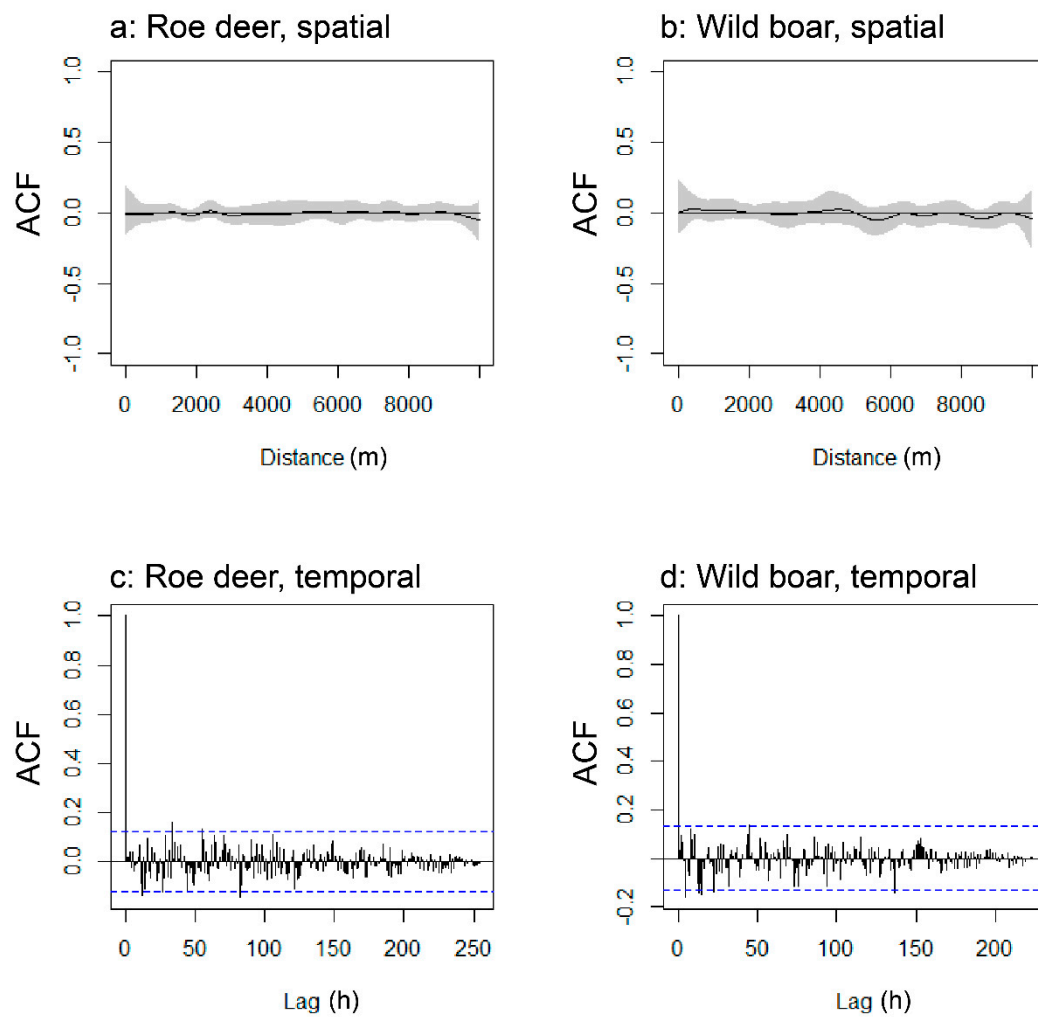 a: Roe deer, spatial
ACF
1.0
0.5
0.0
-0.5
-1.0
0 2000 4000 6000 8000
Distance (m)
b: Wild boar, spatial
ACF
1.0
0.5
0.0
-0.5
-1.0
0 2000 4000 6000 8000
Distance (m)
c: Roe deer, temporal
ACF
1.0
0.8
0.6
0.4
0.2
0.0
0 50 100 150 200 250
Lag (h)
d: Wild boar, temporal
ACF
1.0
0.8
0.6
0.4
0.2
0.0
-0.2
0 50 100 150 200
Lag (h)